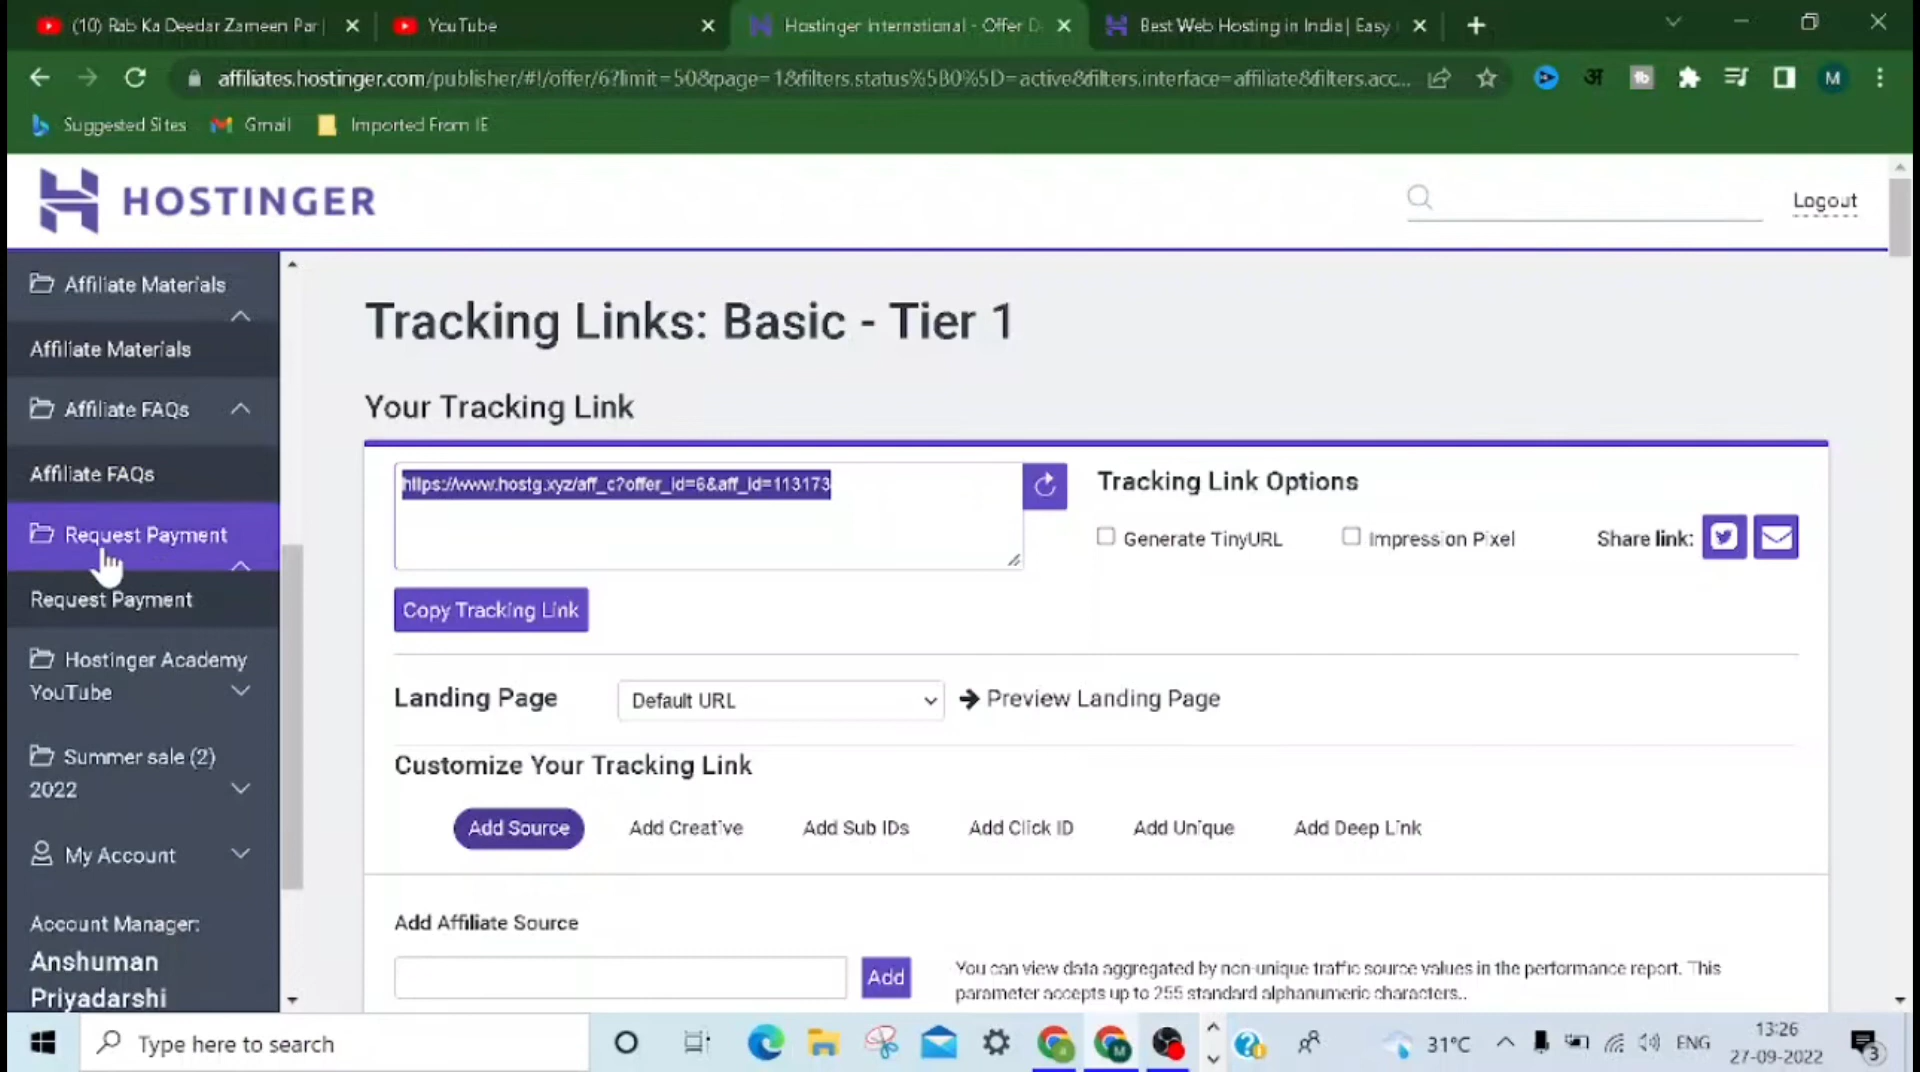 (10) Rab Ka Deedar Zameen Par |
YouTube
Hostinger International - Offer D
Best Web Hosting in India | Easy
affiliates.hostinger.com/publisher/#!/offer/6?limit=50&page=1&filters.status%5B0%5D=active&filters.interface=affiliate&filters.acc...
M
Suggested Sites
Gmail
Imported From IE
HOSTINGER
Logout
Affiliate Materials
Affiliate Materials
Affiliate FAQs
Affiliate FAQs
Request Payment
Request Payment
Hostinger Academy
YouTube
Summer sale (2)
2022
My Account
Account Manager:
Anshuman
Priyadarshi
Tracking Links: Basic - Tier 1
Your Tracking Link
https://www.hostg.xyz/aff_c?offer_id=6&aff_id=113173
Copy Tracking Link
Tracking Link Options
Generate TinyURL
Impression Pixel
Share link:
Landing Page
Default URL
Preview Landing Page
Customize Your Tracking Link
Add Source
Add Creative
Add Sub IDs
Add Click ID
Add Unique
Add Deep Link
Add Affiliate Source
Add
You can view data aggregated by non-unique traffic source values in the performance report. This
parameter accepts up to 255 standard alphanumeric characters..
Type here to search
31°C
ENG
13:26
27-09-2022
3